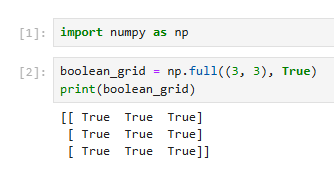 [1]: import numpy as np
[2]: boolean_grid = np.full((3, 3), True)
print(boolean_grid)
[[ True  True  True]
 [ True  True  True]
 [ True  True  True]]